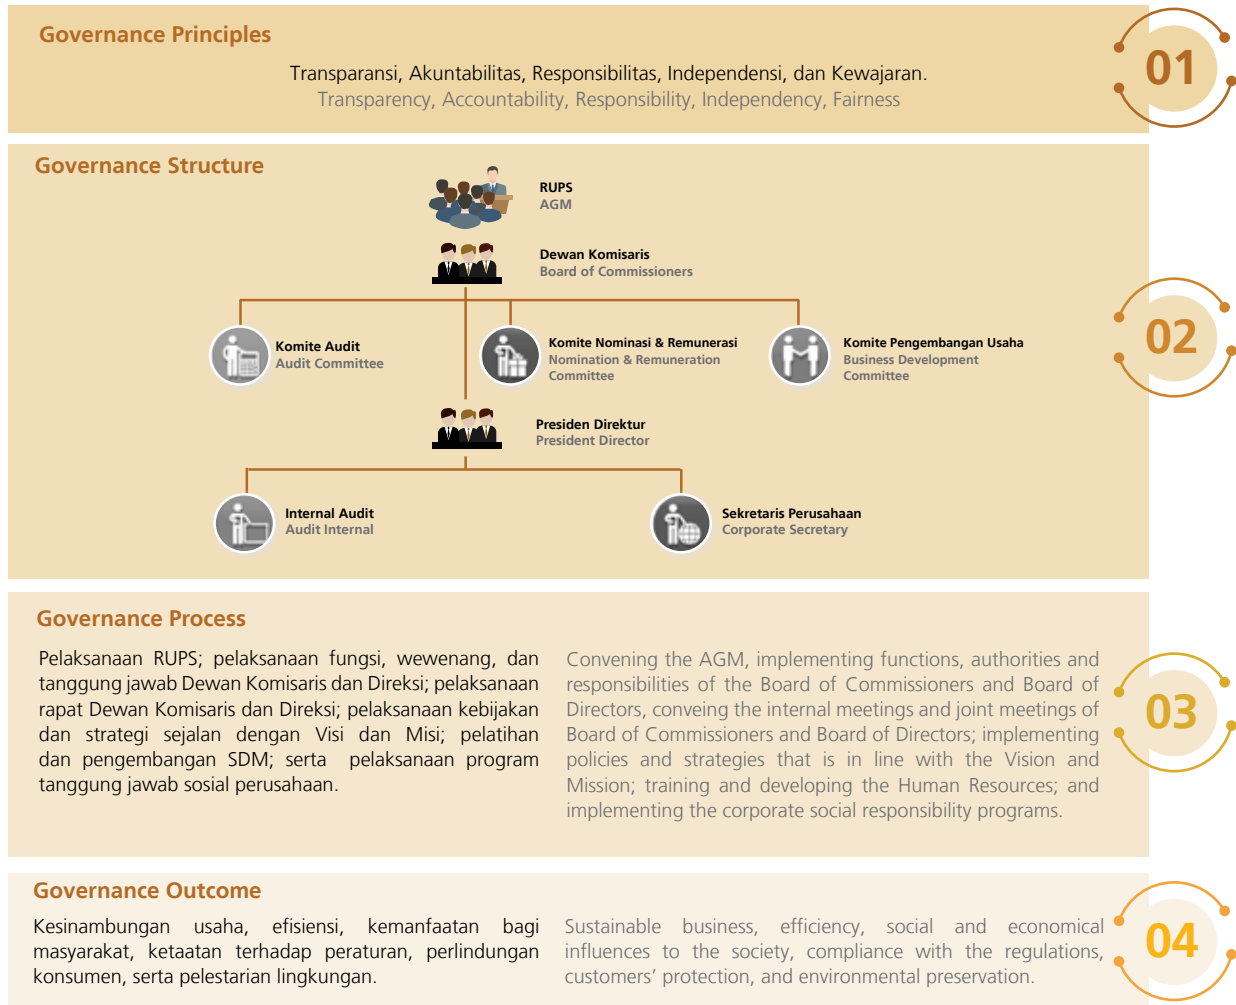 Governance Principles
Transparansi, Akuntabilitas, Responsibilitas, Independensi, dan Kewajaran.
Transparency, Accountability, Responsibility, Independency, Fairness
01
Governance Structure
RUPS
AGM
Dewan Komisaris
Board of Commissioners
Komite Audit
Audit Committee
Komite Nominasi & Remunerasi
Nomination & Remuneration
Committee
Komite Pengembangan Usaha
Business Development
Committee
02
Presiden Direktur
President Director
Internal Audit
Audit Internal
Sekretaris Perusahaan
Corporate Secretary
Governance Process
Pelaksanaan RUPS; pelaksanaan fungsi, wewenang, dan
tanggung jawab Dewan Komisaris dan Direksi; pelaksanaan
rapat Dewan Komisaris dan Direksi; pelaksanaan kebijakan
dan strategi sejalan dengan Visi dan Misi; pelatihan
dan pengembangan SDM; serta pelaksanaan program
tanggung jawab sosial perusahaan.
Convening the AGM, implementing functions, authorities and
responsibilities of the Board of Commissioners and Board of
Directors, conveing the internal meetings and joint meetings of
Board of Commissioners and Board of Directors; implementing
policies and strategies that is in line with the Vision and
Mission; training and developing the Human Resources; and
implementing the corporate social responsibility programs.
03
Governance Outcome
Kesinambungan usaha, efisiensi, kemanfaatan bagi
masyarakat, ketaatan terhadap peraturan, perlindungan
konsumen, serta pelestarian lingkungan.
Sustainable business, efficiency, social and economical
influences to the society, compliance with the regulations,
customers' protection, and environmental preservation.
04